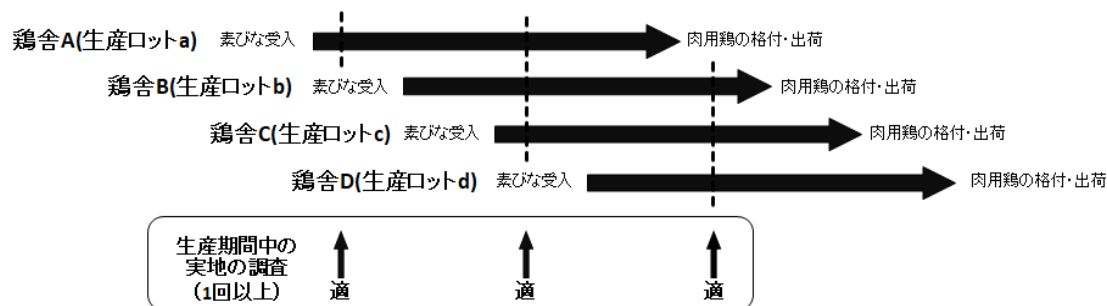 鶏舎A(生産ロットa) 素びな受入 肉用鶏の格付・出荷
鶏舎B(生産ロットb) 素びな受入 肉用鶏の格付・出荷
鶏舎C(生産ロットc) 素びな受入 肉用鶏の格付・出荷
鶏舎D(生産ロットd) 素びな受入 肉用鶏の格付・出荷
生産期間中の
実地の調査
（1回以上）
適 適 適